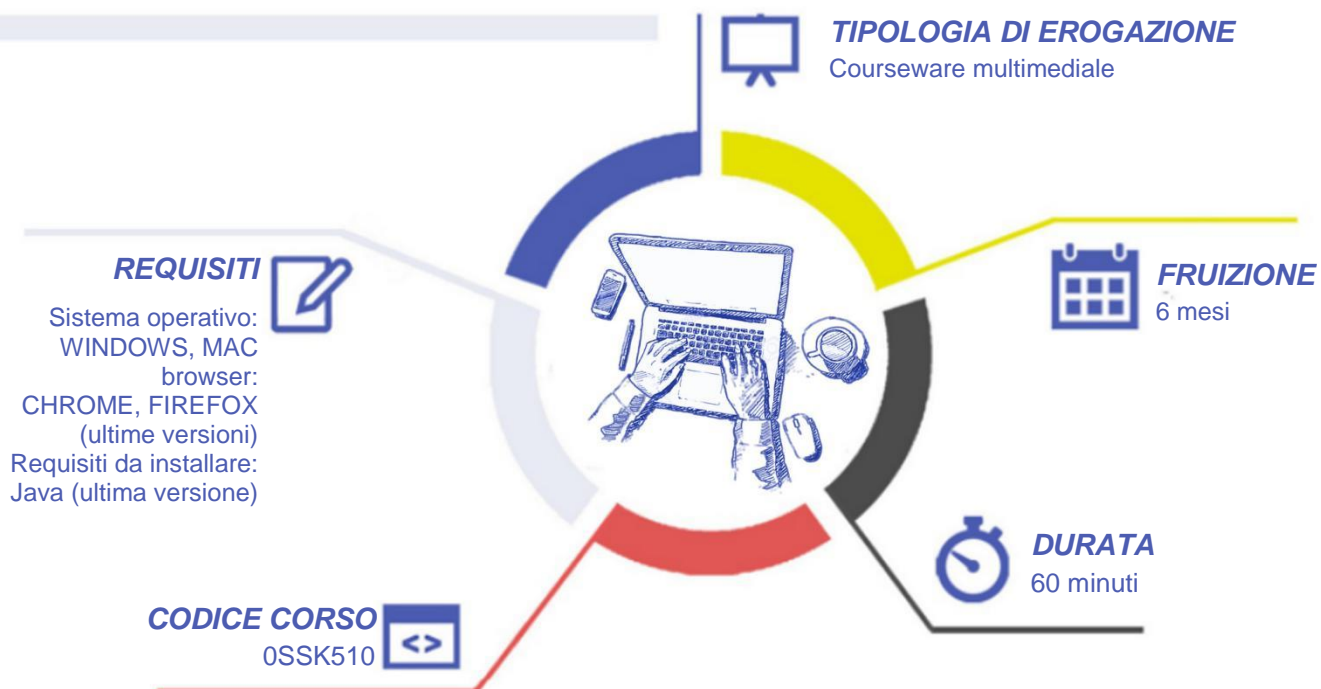 TIPOLOGIA DI EROGAZIONE
Courseware multimediale
REQUISITI
Sistema operativo:
WINDOWS, MAC
browser:
CHROME, FIREFOX
(ultime versioni)
Requisiti da installare:
Java (ultima versione)
FRUIZIONE
6 mesi
DURATA
60 minuti
CODICE CORSO
0SSK510